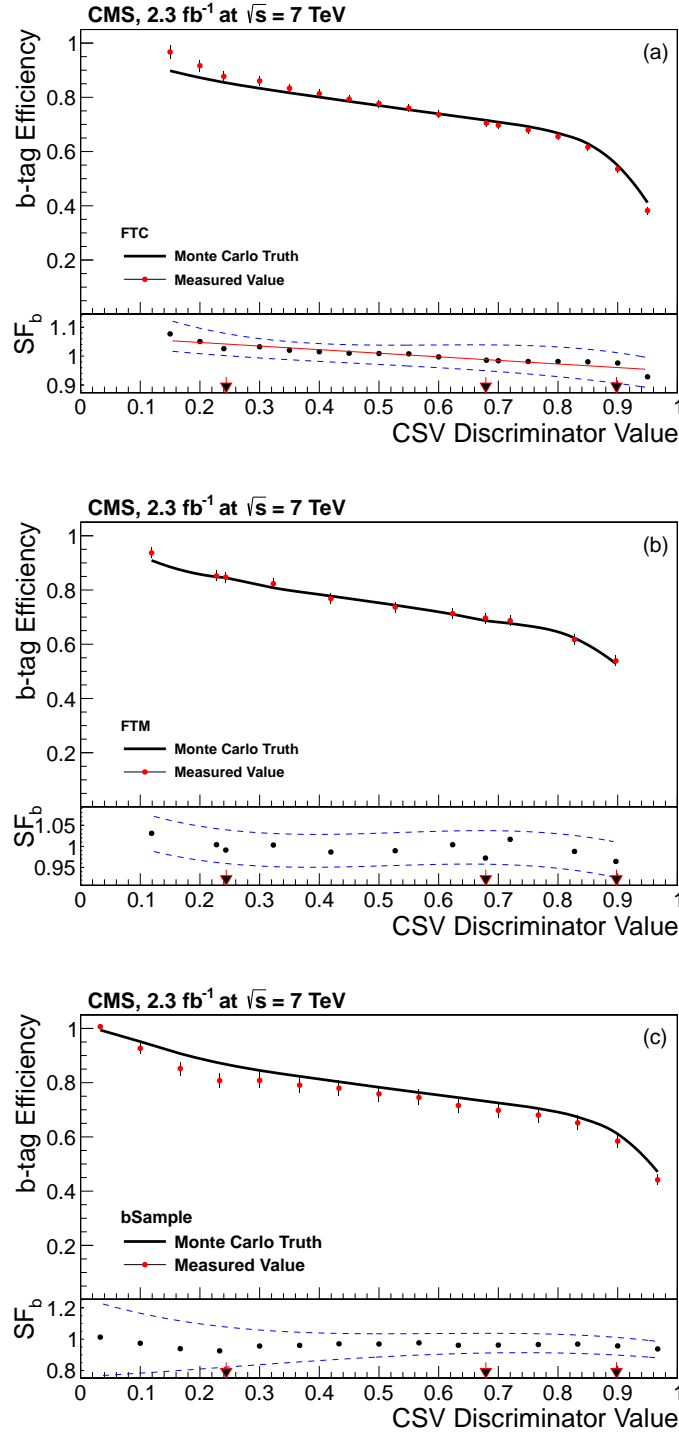 CMS, 2.3 fb⁻¹ at √s = 7 TeV
(a)
b-tag Efficiency
1
0.8
0.6
0.4
0.2
FTC
Monte Carlo Truth
Measured Value
SF_b
1.1
1
0.9
0 0.1 0.2 0.3 0.4 0.5 0.6 0.7 0.8 0.9 1
CSV Discriminator Value
CMS, 2.3 fb⁻¹ at √s = 7 TeV
(b)
b-tag Efficiency
1
0.8
0.6
0.4
0.2
FTM
Monte Carlo Truth
Measured Value
SF_b
1.05
1
0.95
0 0.1 0.2 0.3 0.4 0.5 0.6 0.7 0.8 0.9 1
CSV Discriminator Value
CMS, 2.3 fb⁻¹ at √s = 7 TeV
(c)
b-tag Efficiency
1
0.8
0.6
0.4
0.2
bSample
Monte Carlo Truth
Measured Value
SF_b
1.2
1
0.8
0 0.1 0.2 0.3 0.4 0.5 0.6 0.7 0.8 0.9 1
CSV Discriminator Value